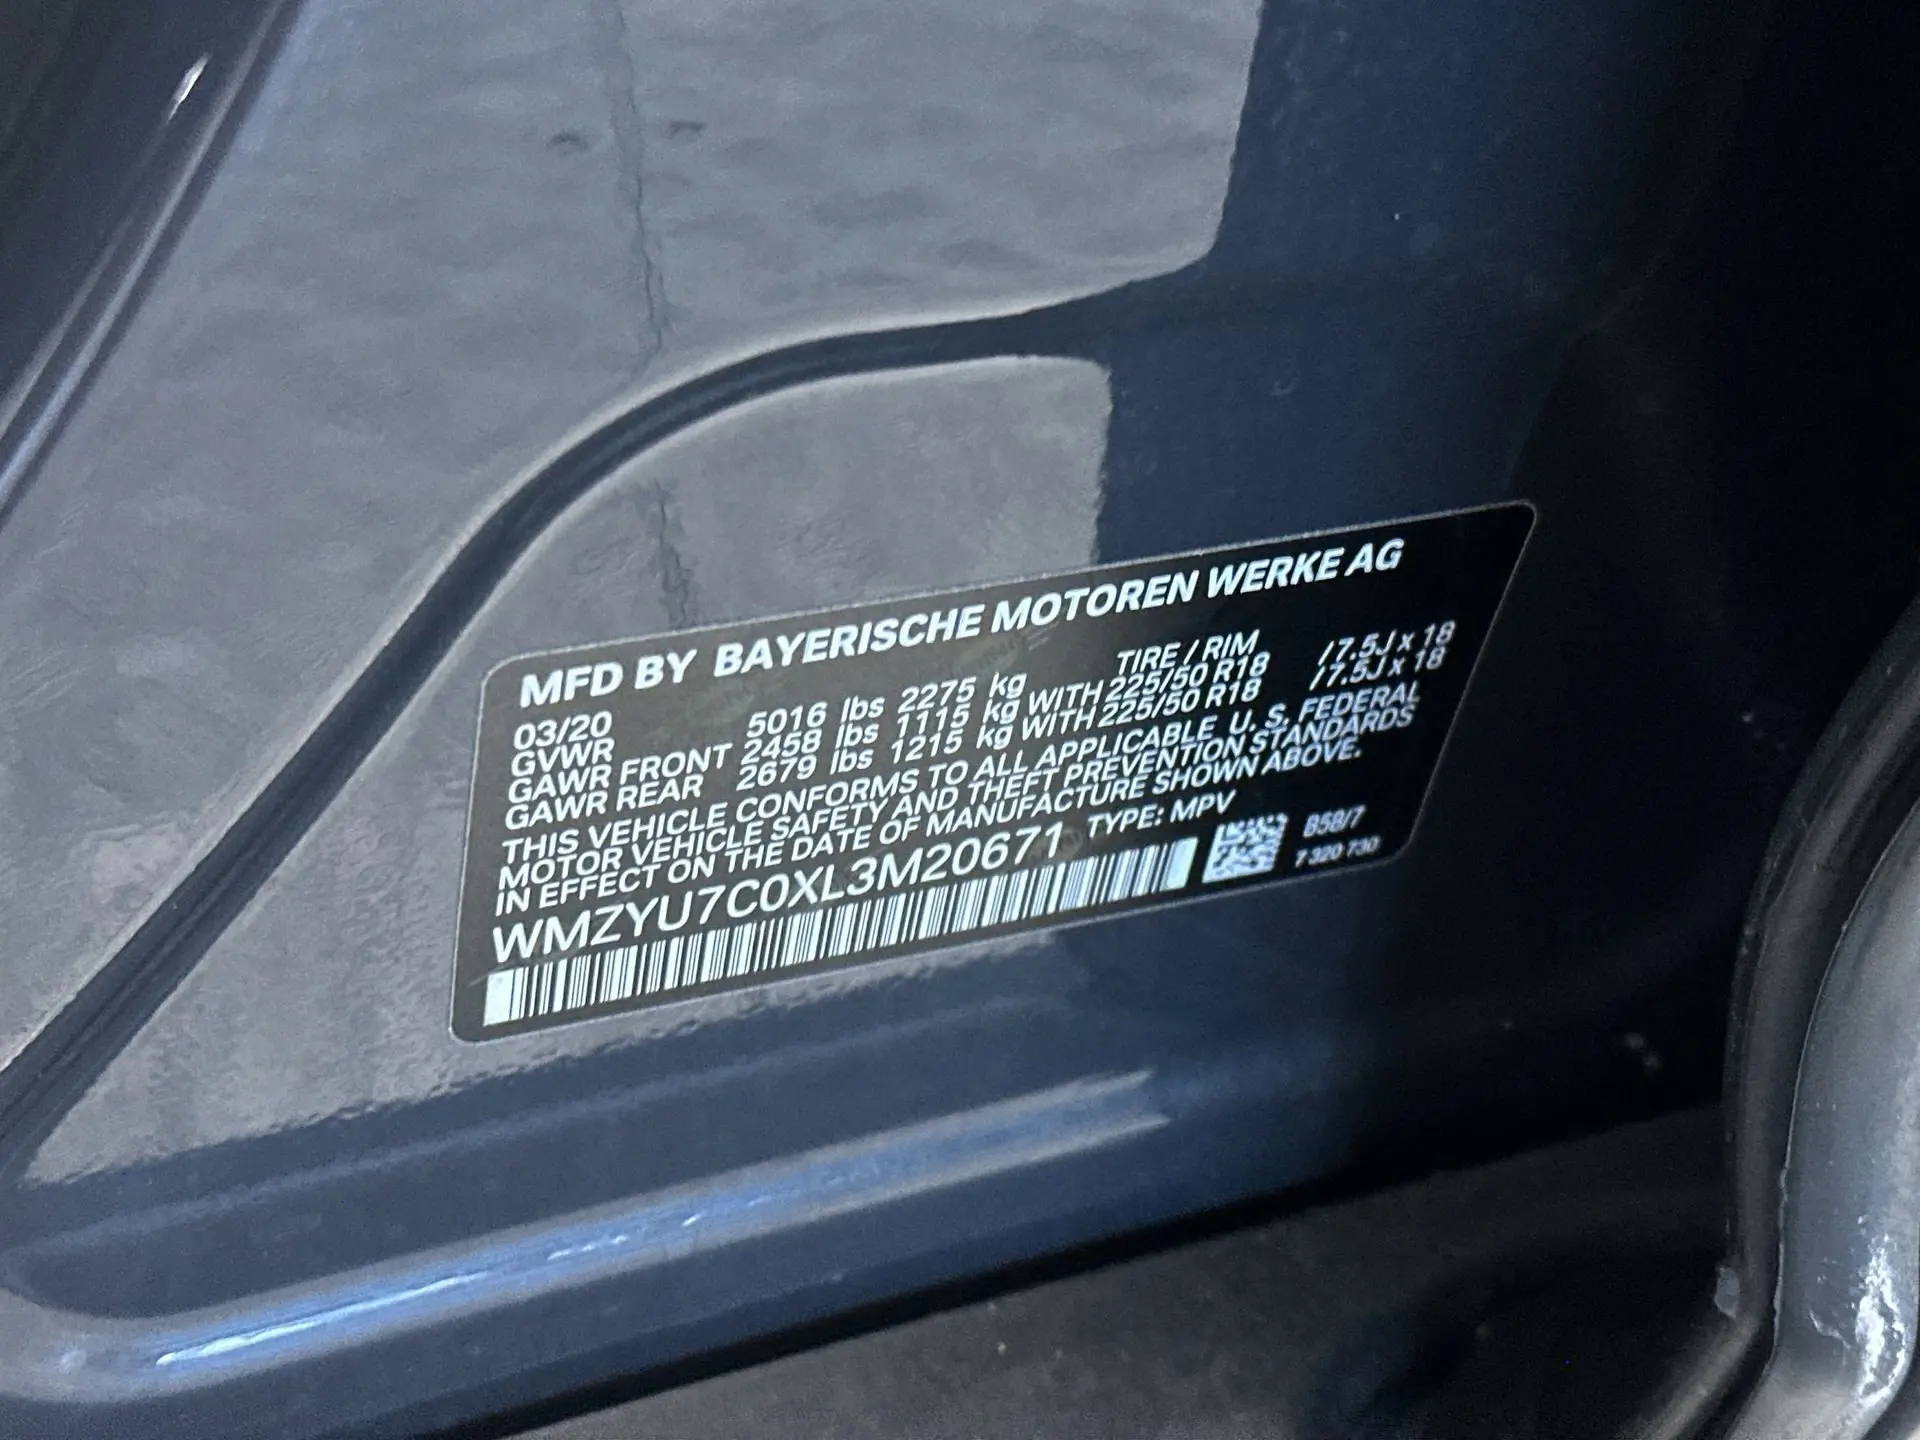 MFD BY BAYERISCHE MOTOREN WERKE AG
03/20 TIRE / RIM
GVWR 5016 lbs 2275 kg
GAWR FRONT 2458 lbs 1115 kg WITH 225/50 R18 / 7.5J x 18
GAWR REAR 2679 lbs 1215 kg WITH 225/50 R18 / 7.5J x 18
THIS VEHICLE CONFORMS TO ALL APPLICABLE U. S. FEDERAL
MOTOR VEHICLE SAFETY AND THEFT PREVENTION STANDARDS
IN EFFECT ON THE DATE OF MANUFACTURE SHOWN ABOVE.
WMZYU7C0XL3M20671 TYPE: MPV
B58/7
7 320 730